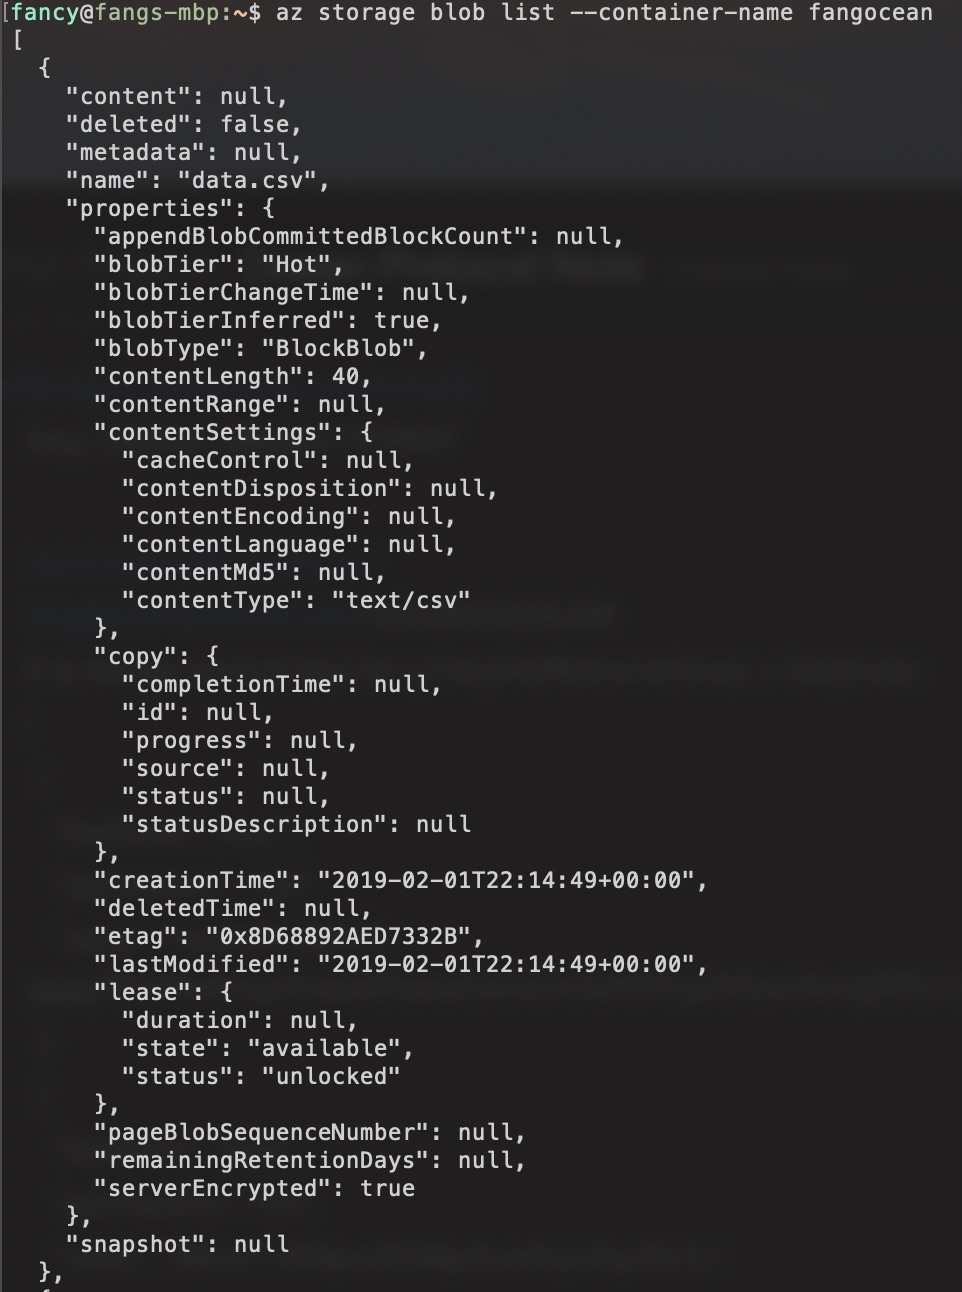 [fancy@fangs-mbp:~$ az storage blob list --container-name fangocean
[
  {
    "content": null,
    "deleted": false,
    "metadata": null,
    "name": "data.csv",
    "properties": {
      "appendBlobCommittedBlockCount": null,
      "blobTier": "Hot",
      "blobTierChangeTime": null,
      "blobTierInferred": true,
      "blobType": "BlockBlob",
      "contentLength": 40,
      "contentRange": null,
      "contentSettings": {
        "cacheControl": null,
        "contentDisposition": null,
        "contentEncoding": null,
        "contentLanguage": null,
        "contentMd5": null,
        "contentType": "text/csv"
      },
      "copy": {
        "completionTime": null,
        "id": null,
        "progress": null,
        "source": null,
        "status": null,
        "statusDescription": null
      },
      "creationTime": "2019-02-01T22:14:49+00:00",
      "deletedTime": null,
      "etag": "0x8D68892AED7332B",
      "lastModified": "2019-02-01T22:14:49+00:00",
      "lease": {
        "duration": null,
        "state": "available",
        "status": "unlocked"
      },
      "pageBlobSequenceNumber": null,
      "remainingRetentionDays": null,
      "serverEncrypted": true
    },
    "snapshot": null
  },